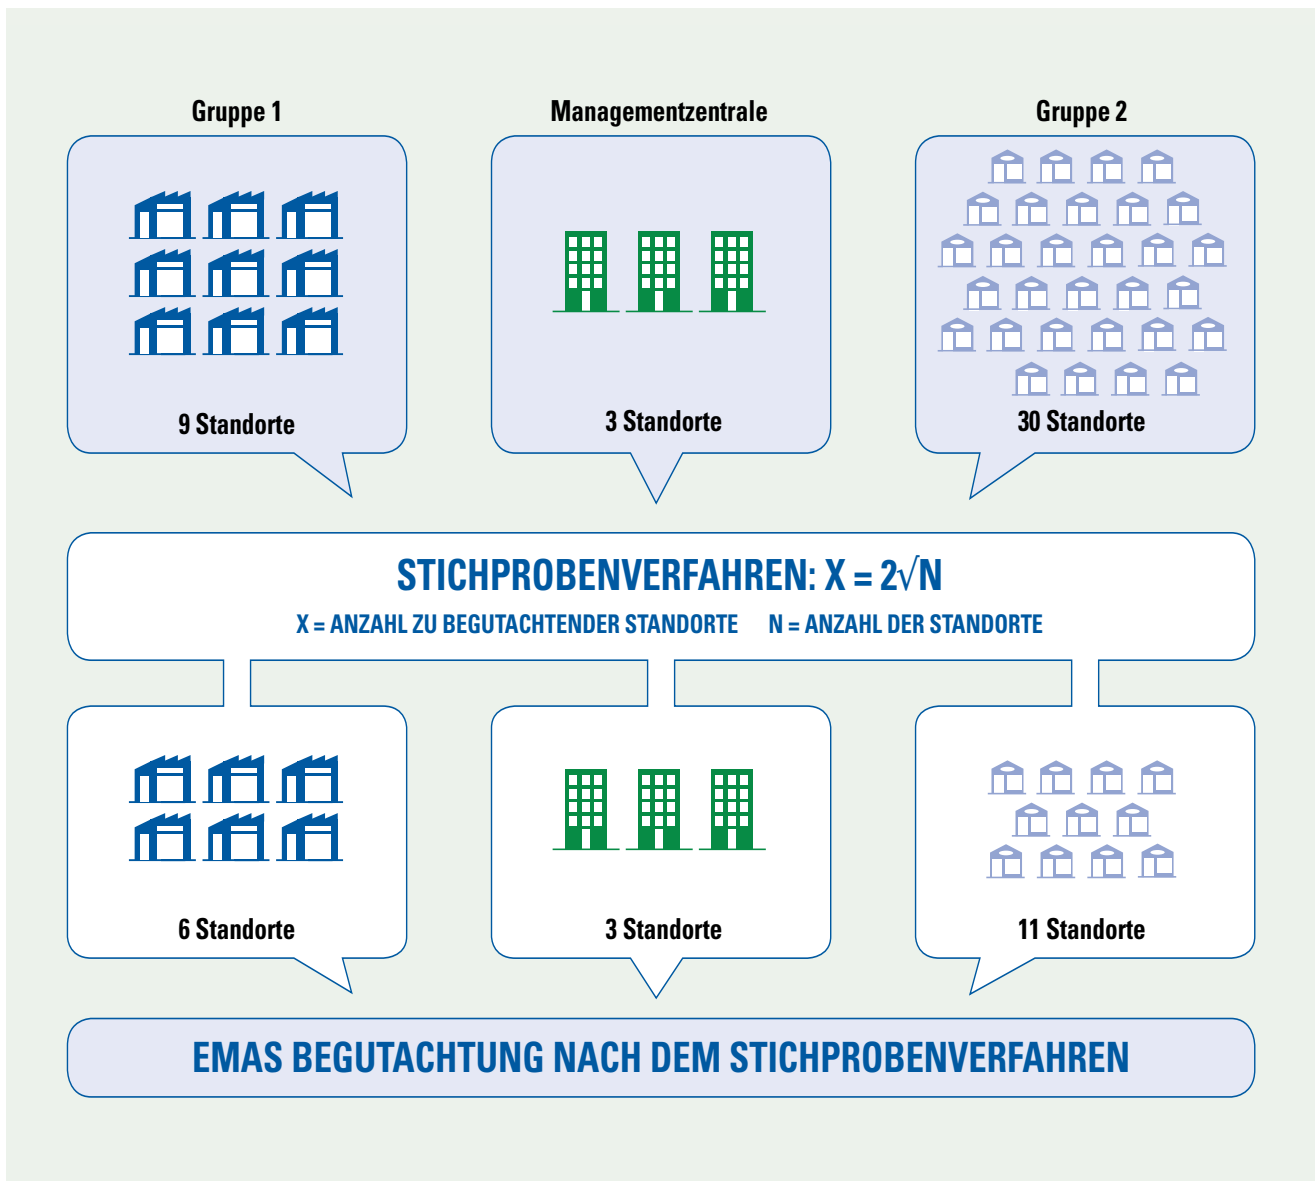 Gruppe 1
Managementzentrale
Gruppe 2
9 Standorte
3 Standorte
30 Standorte
STICHPROBENVERFAHREN: X = 2√N
X = ANZAHL ZU BEGUTACHTENDER STANDORTE N = ANZAHL DER STANDORTE
6 Standorte
3 Standorte
11 Standorte
EMAS BEGUTACHTUNG NACH DEM STICHPROBENVERFAHREN